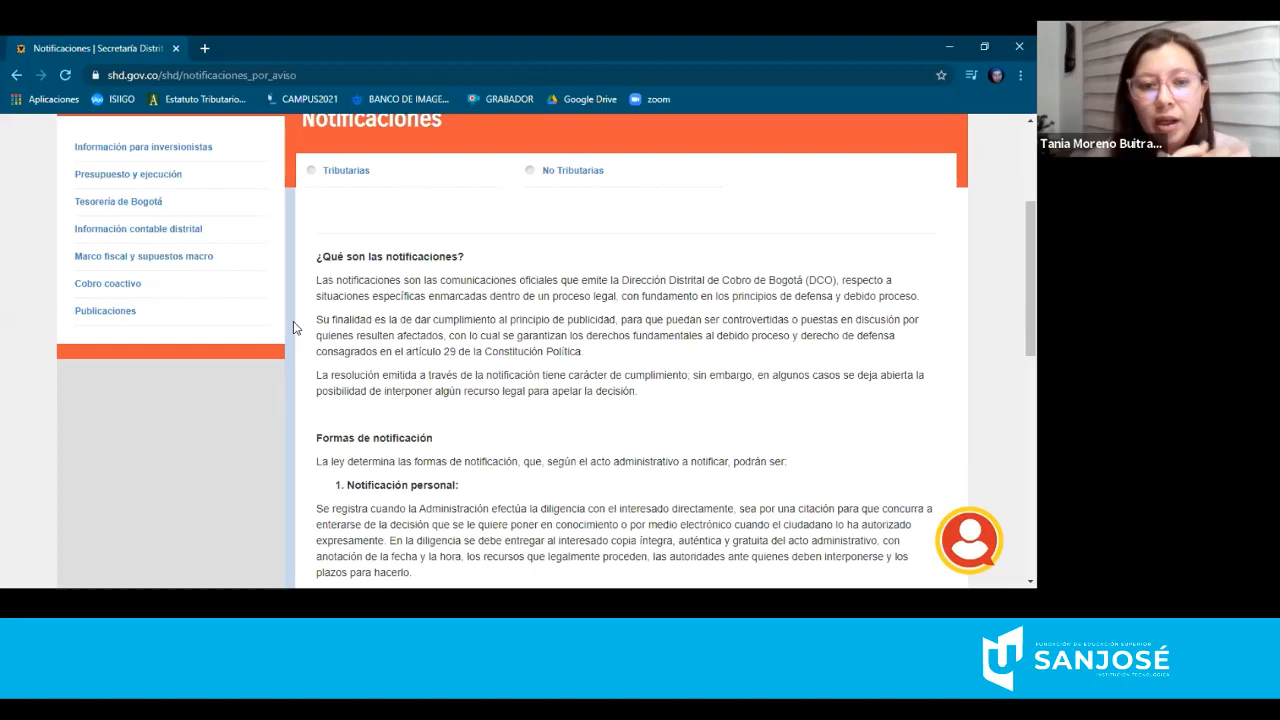 Notificaciones | Secretaría Distri
shd.gov.co/shd/notificaciones_por_aviso
Aplicaciones
SIIGO
Estatuto Tributario...
CAMPUS2021
BANCO DE IMAGE...
GRABADOR
Google Drive
zoom
Tania Moreno Buitra...
Información para inversionistas
Presupuesto y ejecución
Tesorería de Bogotá
Información contable distrital
Marco fiscal y supuestos macro
Cobro coactivo
Publicaciones
Notificaciones
Tributarias
No Tributarias
¿Qué son las notificaciones?
Las notificaciones son las comunicaciones oficiales que emite la Dirección Distrital de Cobro de Bogotá (DCO), respecto a
situaciones específicas enmarcadas dentro de un proceso legal, con fundamento en los principios de defensa y debido proceso.
Su finalidad es la de dar cumplimiento al principio de publicidad, para que puedan ser controvertidas o puestas en discusión por
quienes resulten afectados, con lo cual se garantizan los derechos fundamentales al debido proceso y derecho de defensa
consagrados en el artículo 29 de la Constitución Política.
La resolución emitida a través de la notificación tiene carácter de cumplimiento; sin embargo, en algunos casos se deja abierta la
posibilidad de interponer algún recurso legal para apelar la decisión.
Formas de notificación
La ley determina las formas de notificación, que, según el acto administrativo a notificar, podrán ser:
1. Notificación personal:
Se registra cuando la Administración efectúa la diligencia con el interesado directamente, sea por una citación para que concurra a
enterarse de la decisión que se le quiere poner en conocimiento o por medio electrónico cuando el ciudadano lo ha autorizado
expresamente. En la diligencia se debe entregar al interesado copia íntegra, auténtica y gratuita del acto administrativo, con
anotación de la fecha y la hora, los recursos que legalmente proceden, las autoridades ante quienes deben interponerse y los
plazos para hacerlo.
FUNDACIÓN DE EDUCACIÓN SUPERIOR
SANJOSÉ
INSTITUCIÓN TECNOLÓGICA